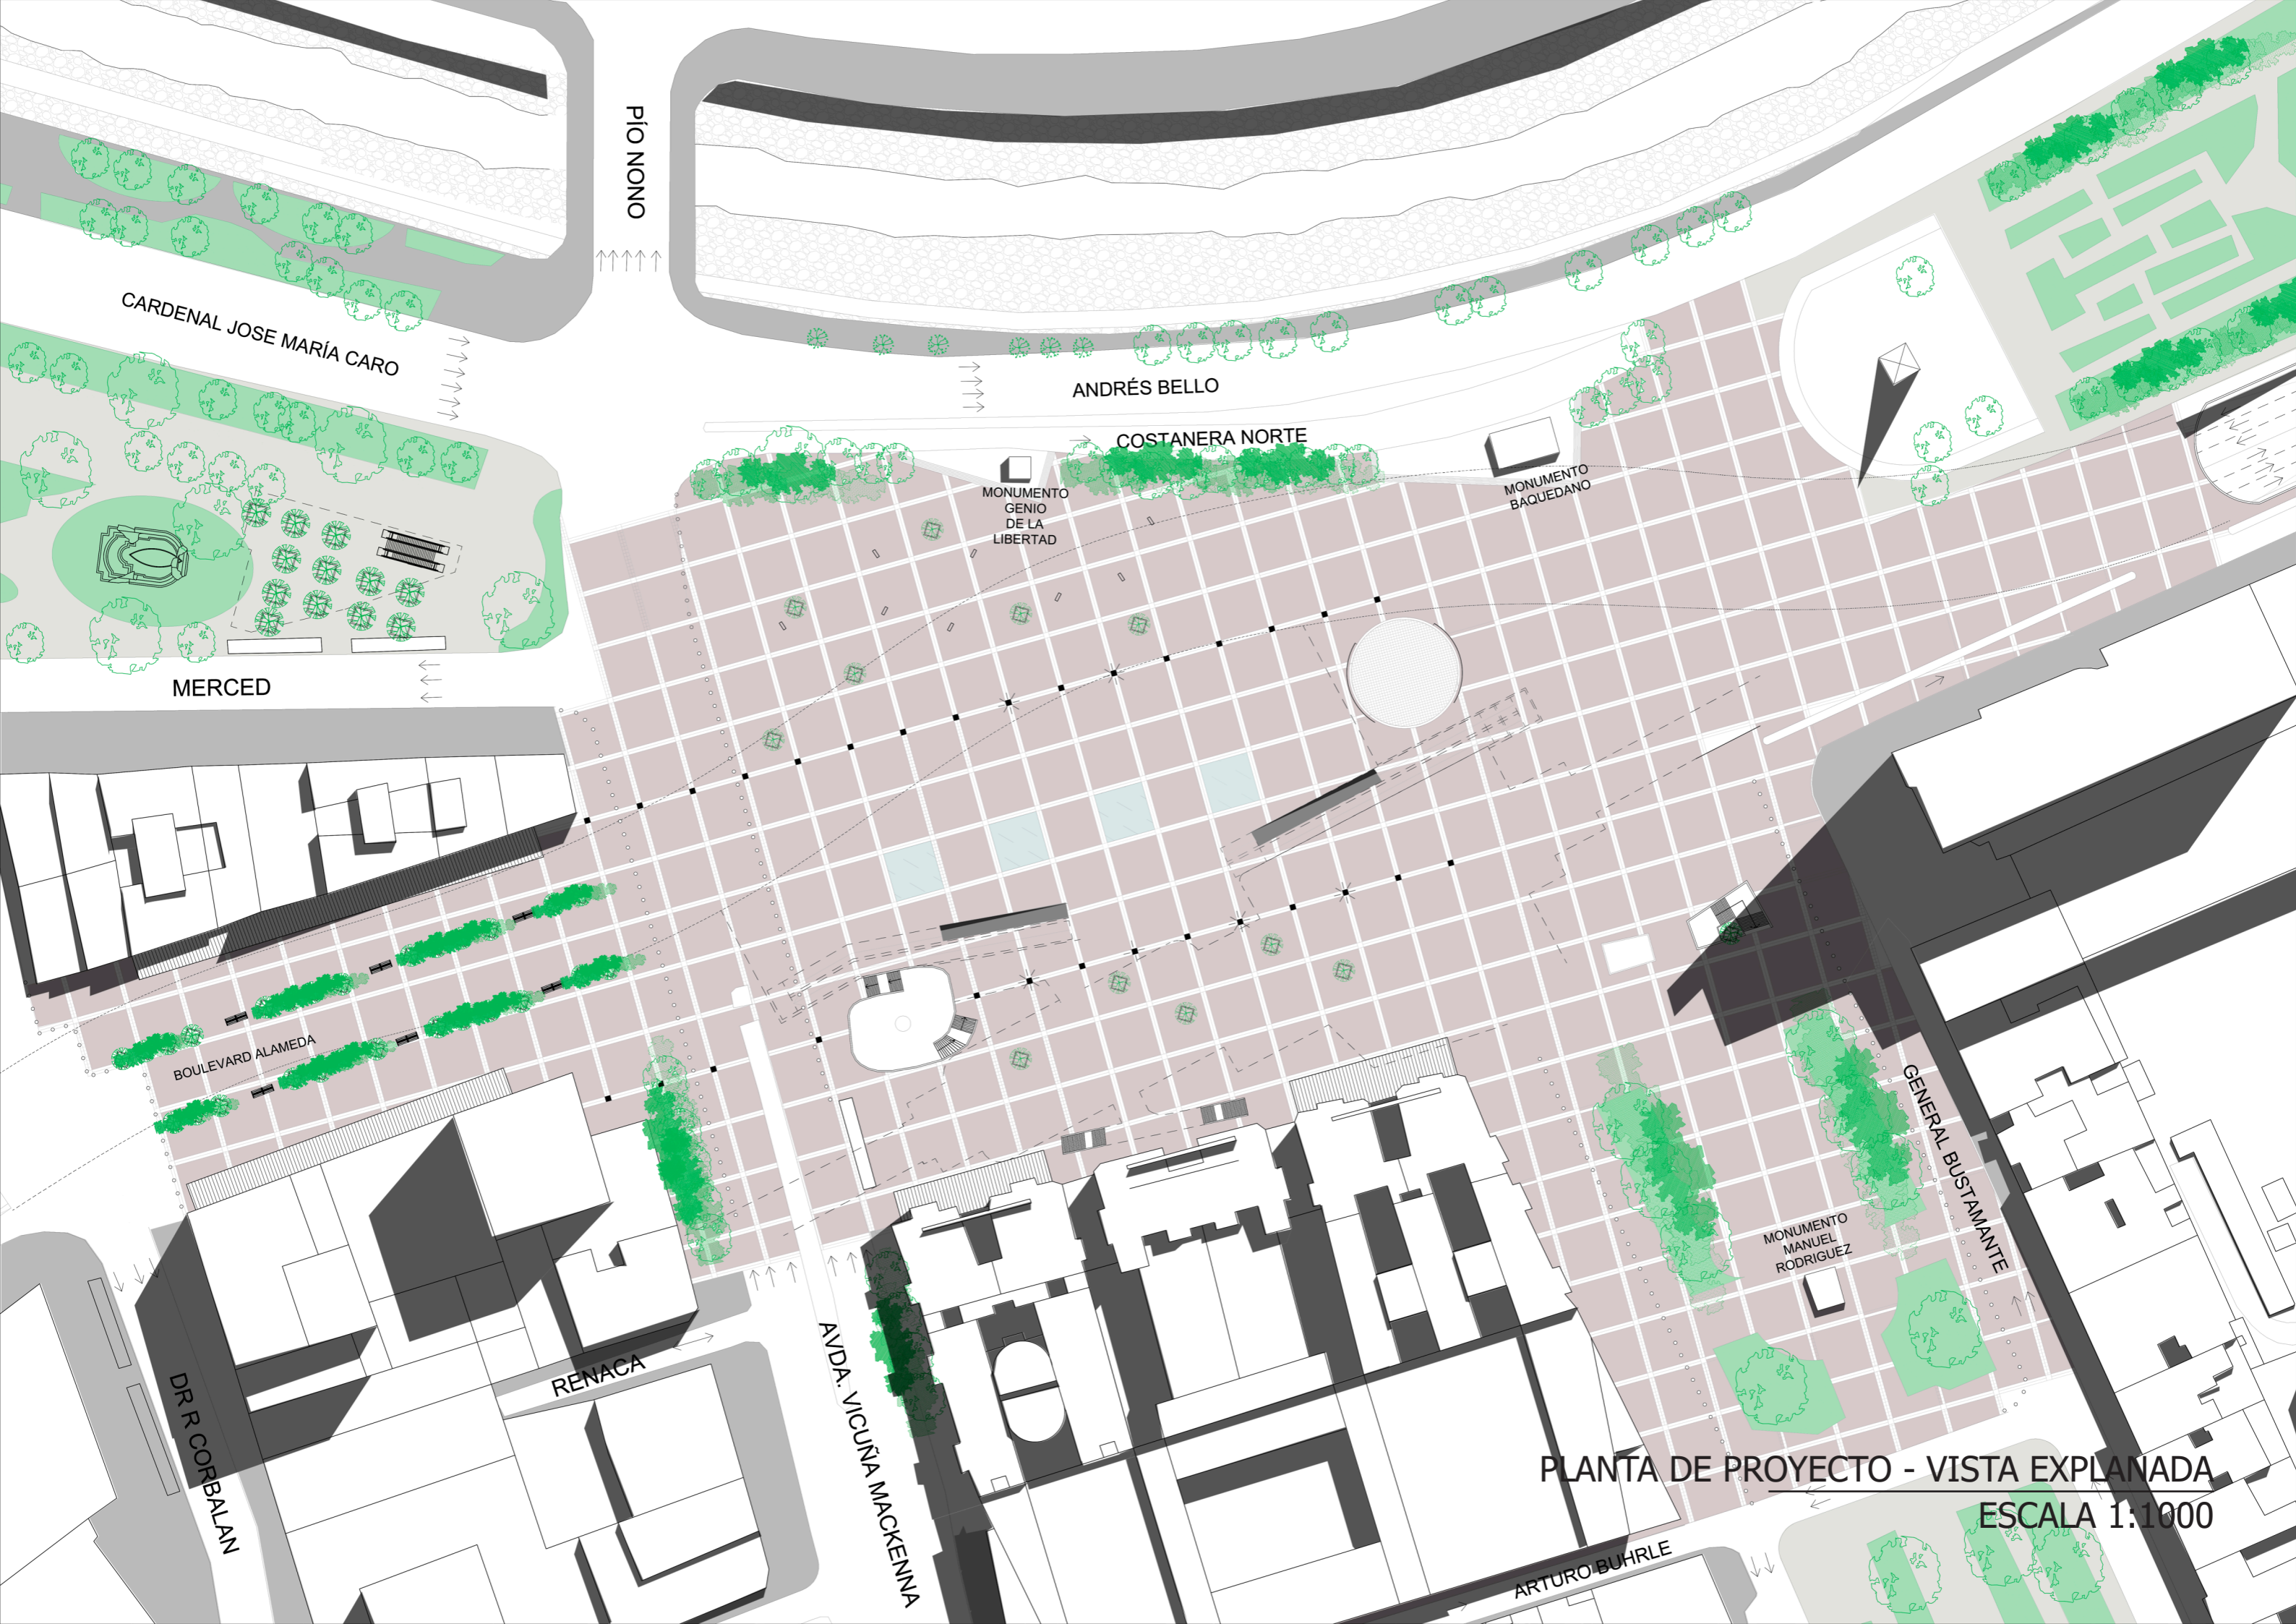 PÍO NONO
CARDENAL JOSE MARÍA CARO
ANDRÉS BELLO
COSTANERA NORTE
MONUMENTO
GENIO
DE LA
LIBERTAD
MONUMENTO
BAQUEDANO
MERCED
BOULEVARD ALAMEDA
GENERAL BUSTAMANTE
MONUMENTO
MANUEL
RODRIGUEZ
RENACA
DR R CORBALAN
AVDA. VICUÑA MACKENNA
ARTURO BUHRLE
PLANTA DE PROYECTO - VISTA EXPLANADA
ESCALA 1:1000